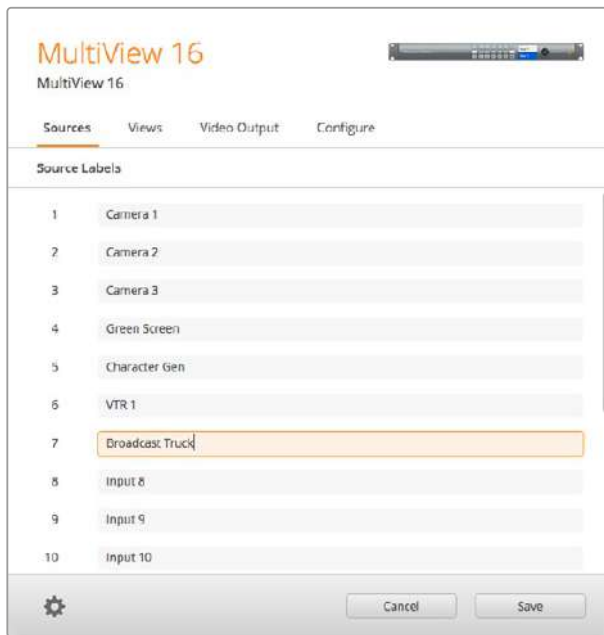 MultiView 16
MultiView 16
Sources Views Video Output Configure
Source Labels
1 Camera 1
2 Camera 2
3 Camera 3
4 Green Screen
5 Character Gen
6 VTR 1
7 Broadcast Truck
8 Input 8
9 Input 9
10 Input 10
Cancel Save